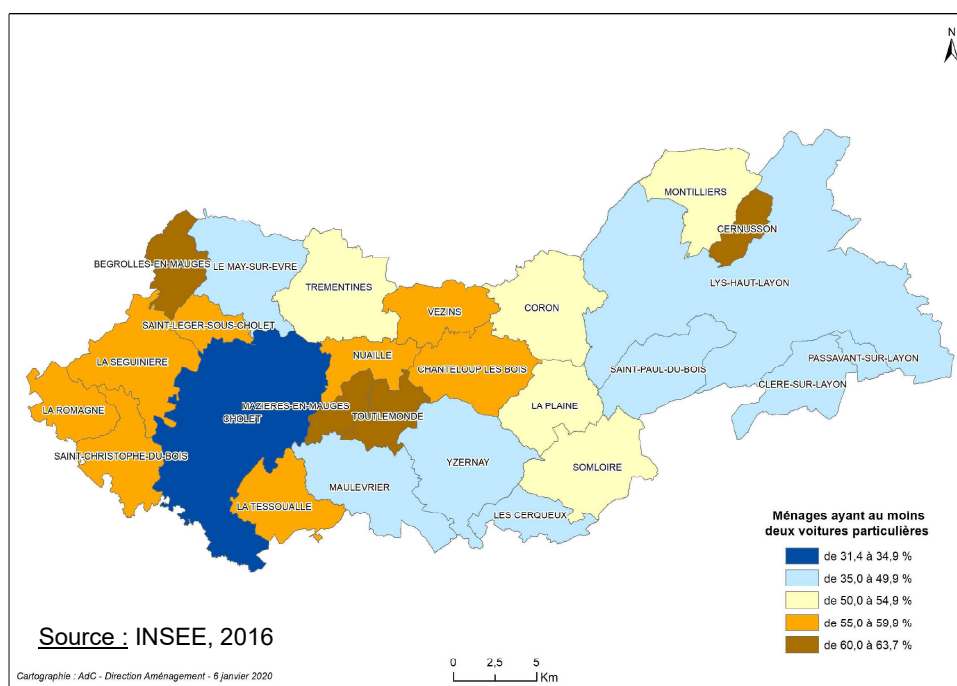 N
MONTILLIERS
CERNUSSON
BEGROLLES-EN-MAUGES
LE MAY-SUR-EVRE
TREMENTINES
LYS-HAUT-LAYON
VEZINS
CORON
SAINT-LEGER-SOUS-CHOLET
LA SEGUINIERE
NUAILLE
CHANTELOUP LES BOIS
SAINT-PAUL-DU-BOIS
PASSAVANT-SUR-LAYON
CLERE-SUR-LAYON
LA ROMAGNE
MAZIERES-EN-MAUGES
CHOLET
TOUTLEMONDE
LA PLAINE
SAINT-CHRISTOPHE-DU-BOIS
YZERNAY
SOMLOIRE
MAULEVRIER
LA TESSOUALLE
LES CERQUEUX
Ménages ayant au moins
deux voitures particulières
de 31,4 à 34,9 %
de 35,0 à 49,9 %
de 50,0 à 54,9 %
de 55,0 à 59,9 %
de 60,0 à 63,7 %
Source : INSEE, 2016
0 2,5 5
Km
Cartographie : AdC - Direction Aménagement - 6 janvier 2020